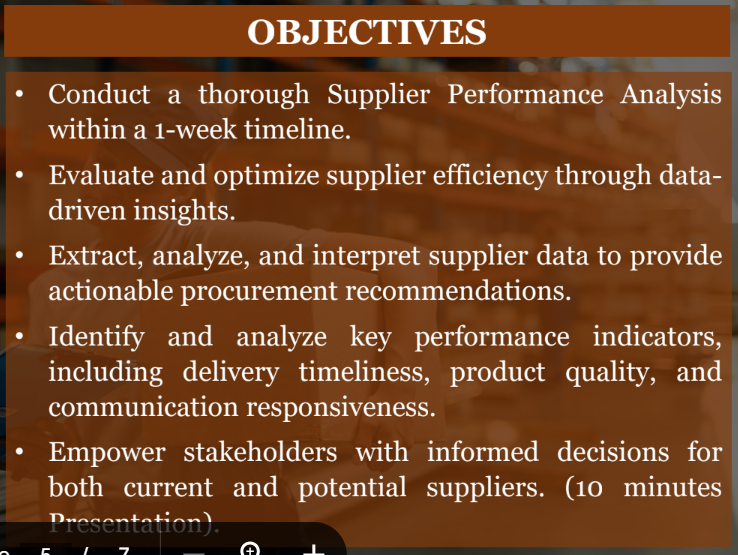 OBJECTIVES
• Conduct a thorough Supplier Performance Analysis
within a 1-week timeline.
• Evaluate and optimize supplier efficiency through data-
driven insights.
• Extract, analyze, and interpret supplier data to provide
actionable procurement recommendations.
• Identify and analyze key performance indicators,
including delivery timeliness, product quality, and
communication responsiveness.
• Empower stakeholders with informed decisions for
both current and potential suppliers. (10 minutes
Presentation).
5 / 7 — +